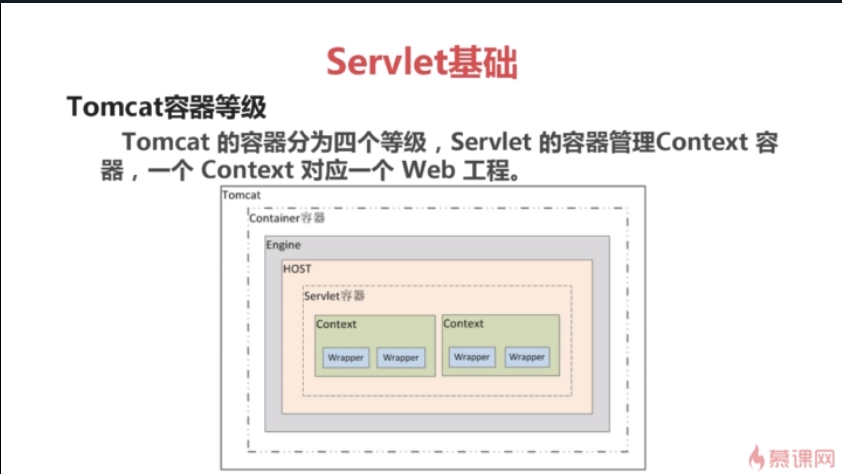 Servlet基础
Tomcat容器等级
Tomcat 的容器分为四个等级，Servlet 的容器管理Context 容
器，一个 Context 对应一个 Web 工程。
Tomcat
Container容器
Engine
HOST
Servlet容器
Context
Context
Wrapper
Wrapper
Wrapper
Wrapper
慕课网